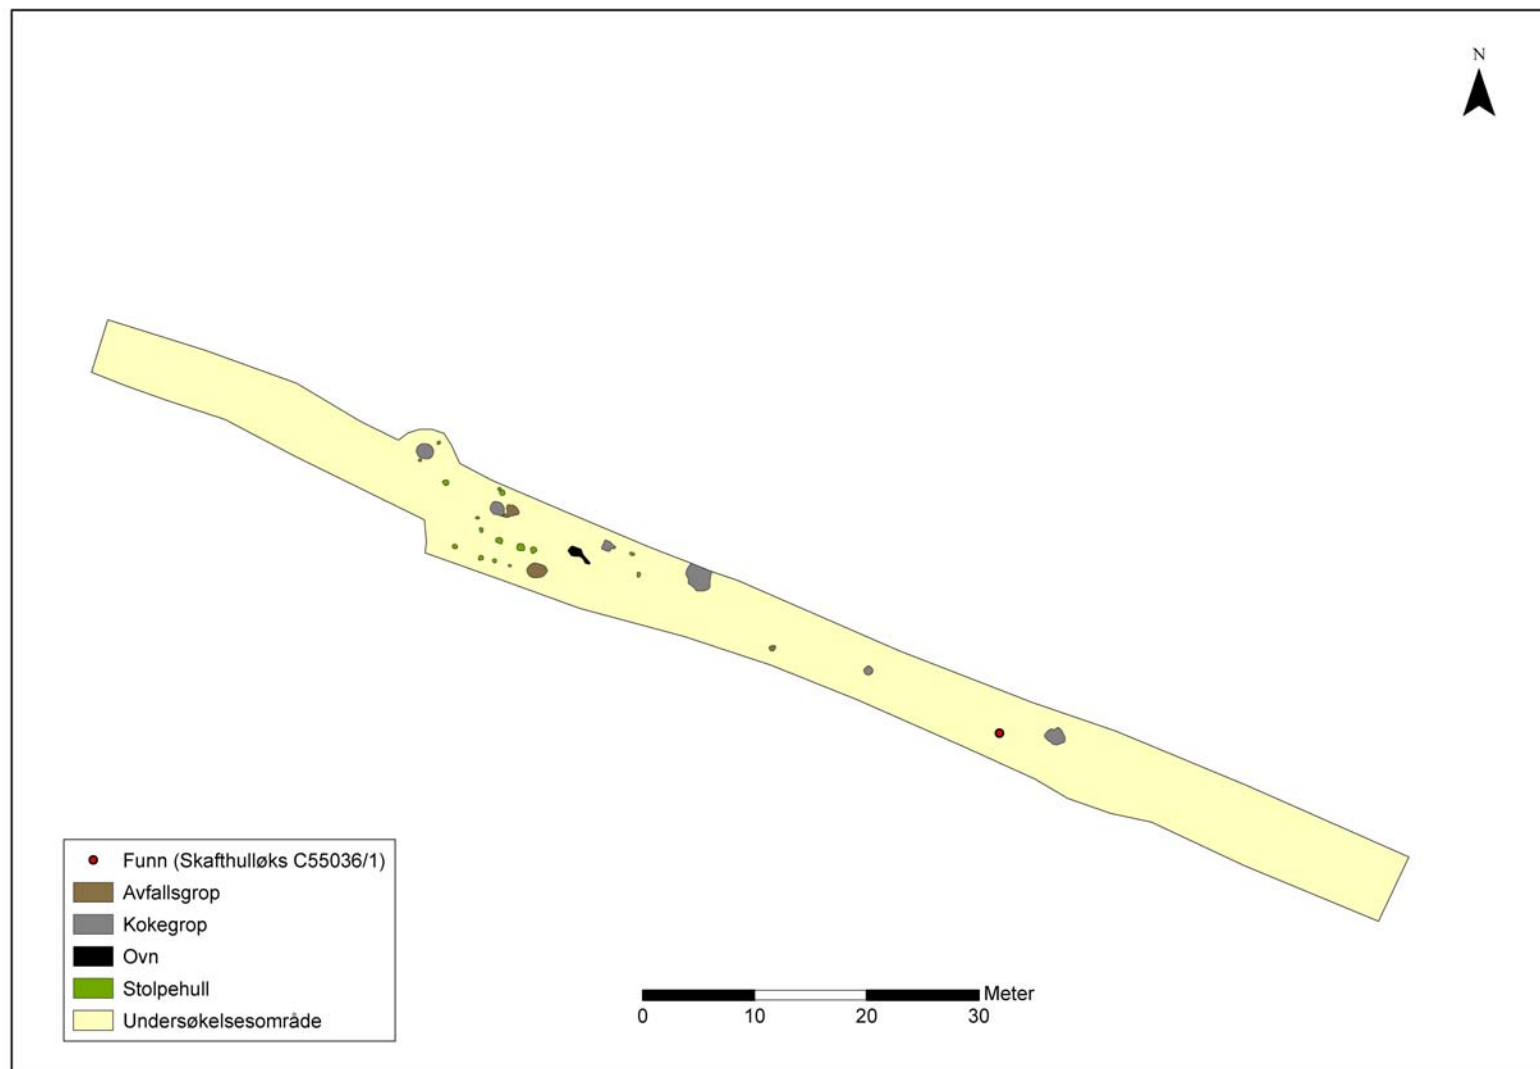 N
Funn (Skafthulløks C55036/1)
Avfallsgrop
Kokegrop
Ovn
Stolpehull
Undersøkelsesområde
Meter
0 10 20 30